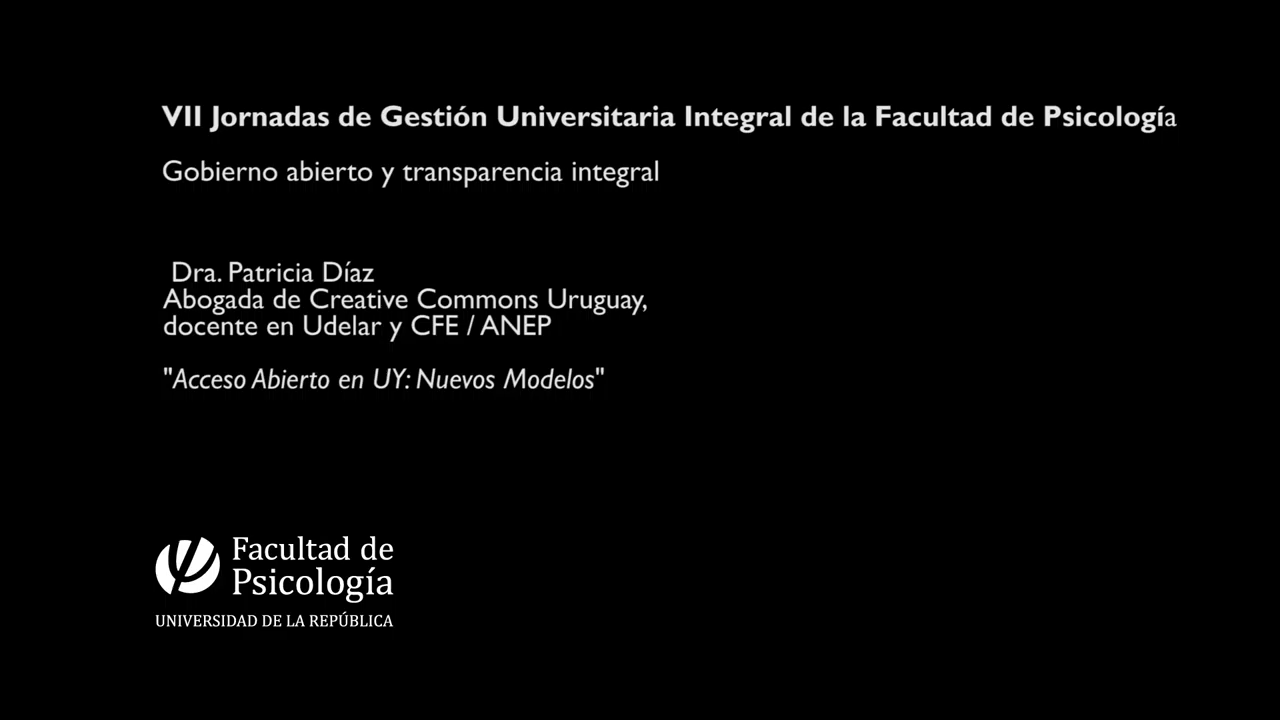 VII Jornadas de Gestión Universitaria Integral de la Facultad de Psicología
Gobierno abierto y transparencia integral
Dra. Patricia Díaz
Abogada de Creative Commons Uruguay,
docente en Udelar y CFE / ANEP
"Acceso Abierto en UY: Nuevos Modelos"
Facultad de
Psicología
UNIVERSIDAD DE LA REPÚBLICA